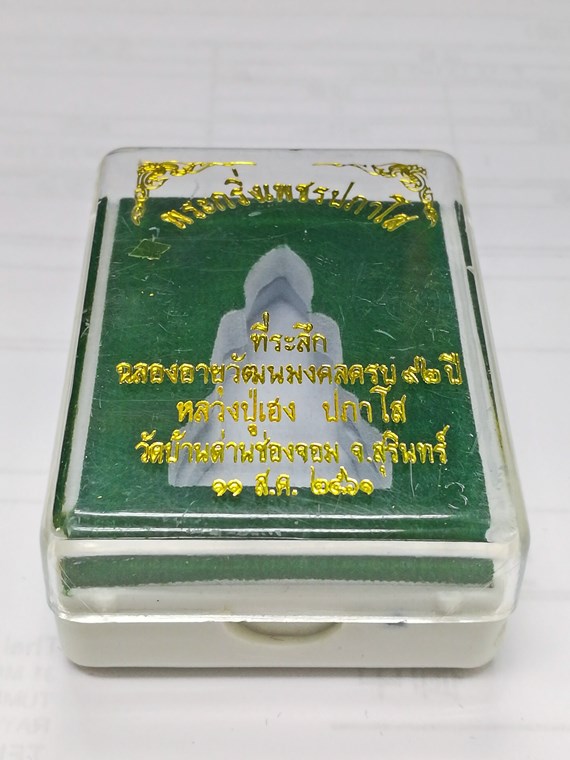 พระกริ่งเพชรปภาโส
ที่ระลึก
ฉลองอายุวัฒนมงคลครบ ๙๒ ปี
หลวงปู่เฮง ปภาโส
วัดบ้านด่านช่องจอม จ.สุรินทร์
๑๑ ส.ค. ๒๕๖๑